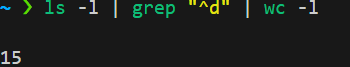 ~ ❯ ls -l | grep "^d" | wc -l
15